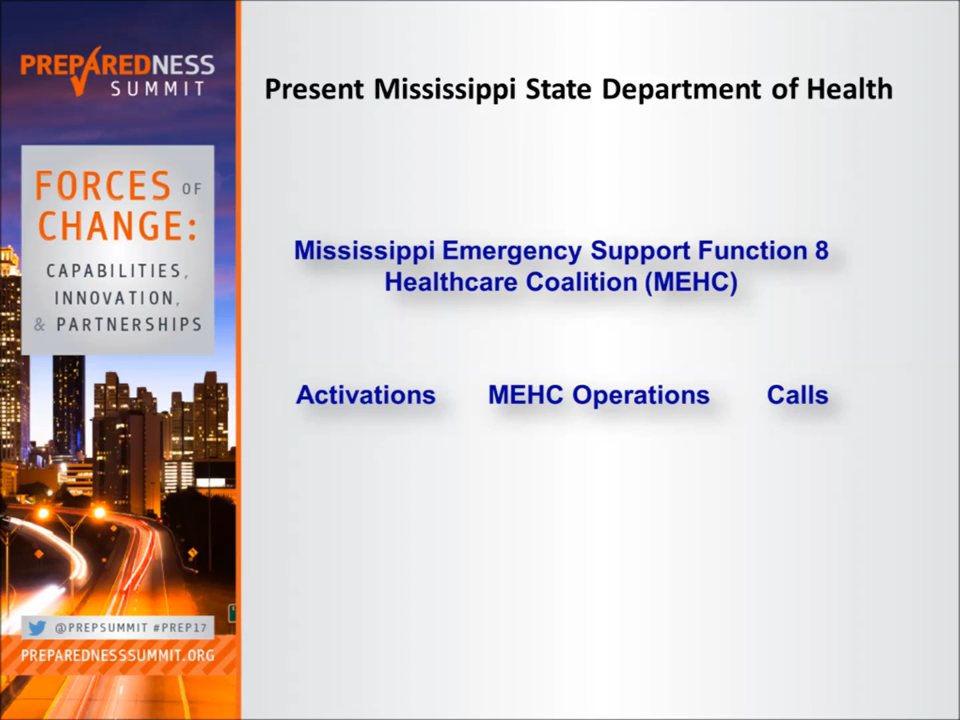 PREPAREDNESS
SUMMIT
FORCES OF
CHANGE:
CAPABILITIES,
INNOVATION,
& PARTNERSHIPS
@PREPSUMMIT #PREP17
PREPAREDNESSSUMMIT.ORG
Present Mississippi State Department of Health
Mississippi Emergency Support Function 8
Healthcare Coalition (MEHC)
Activations MEHC Operations Calls